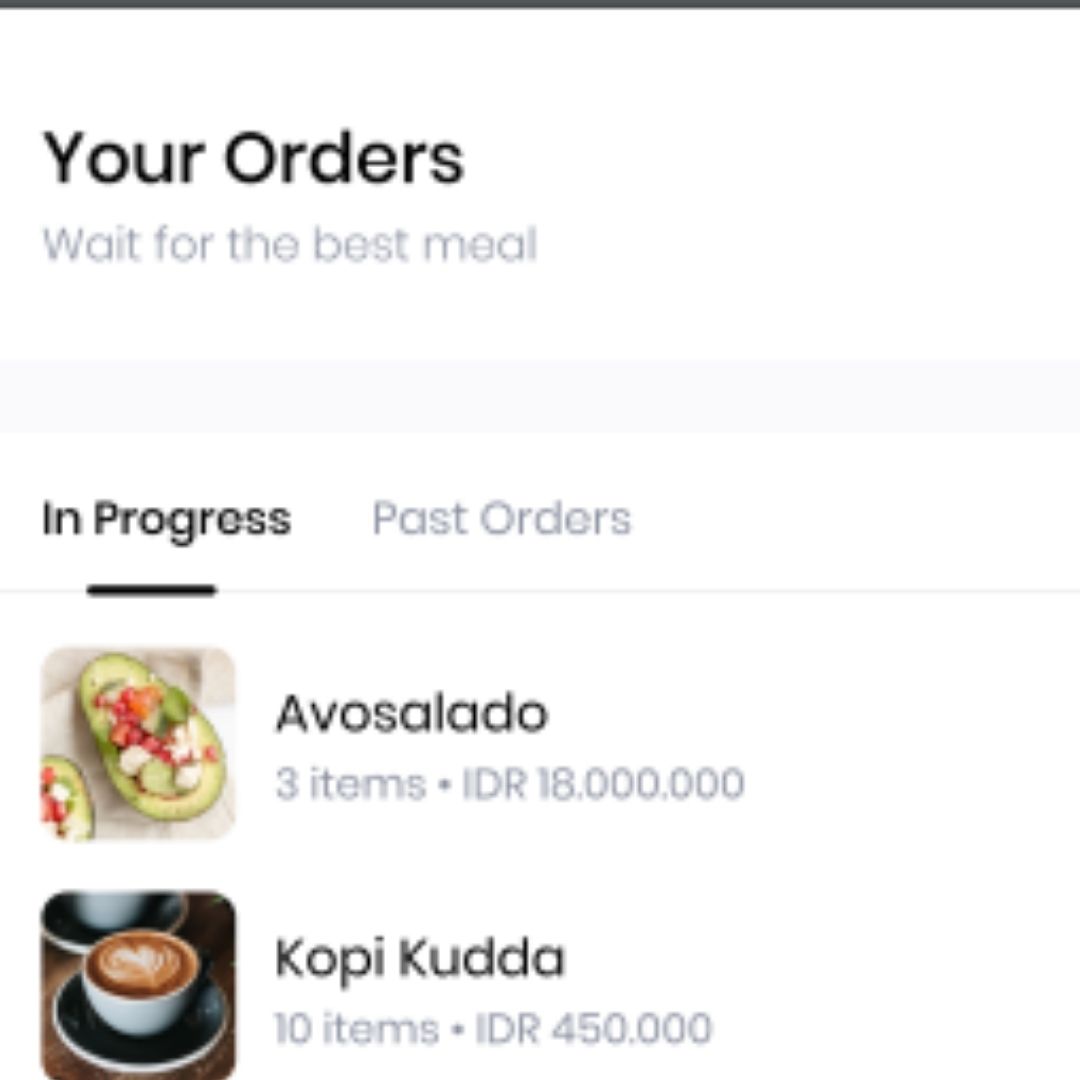 Your Orders
Wait for the best meal
In Progress
Past Orders
Avosalado
3 items • IDR 18.000.000
Kopi Kudda
10 items • IDR 450.000